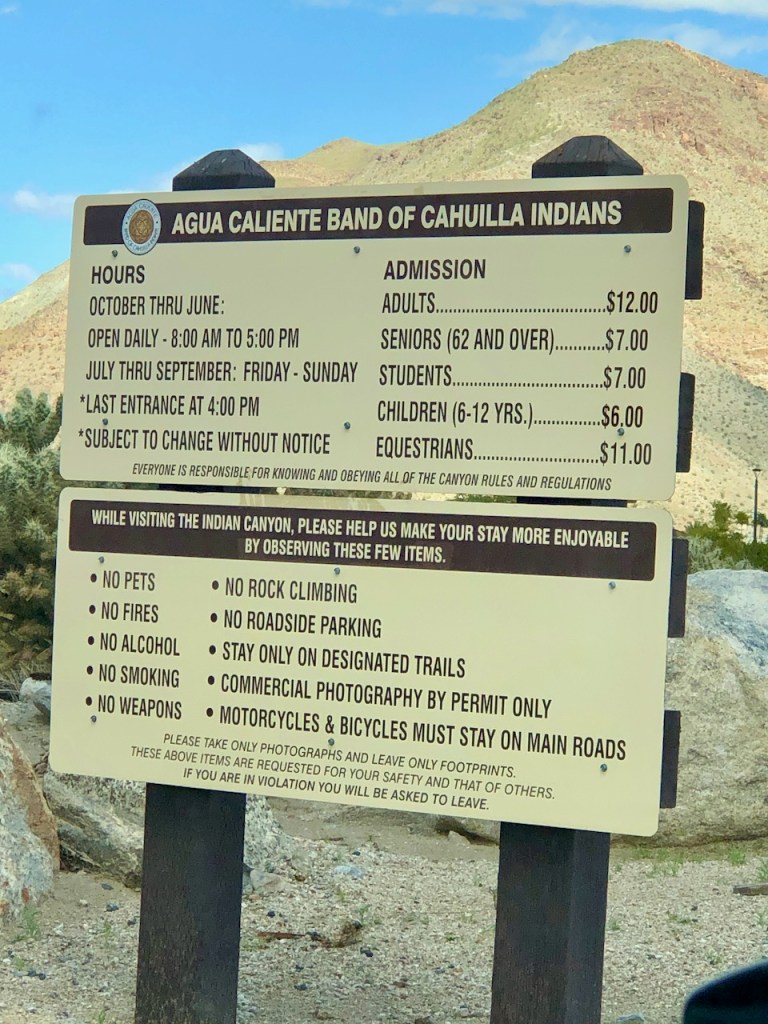 AGUA CALIENTE BAND OF CAHUILLA INDIANS
HOURS
OCTOBER THRU JUNE:
OPEN DAILY - 8:00 AM TO 5:00 PM
JULY THRU SEPTEMBER: FRIDAY - SUNDAY
*LAST ENTRANCE AT 4:00 PM
*SUBJECT TO CHANGE WITHOUT NOTICE
ADMISSION
ADULTS....................................$12.00
SENIORS (62 AND OVER)...........$7.00
STUDENTS................................$7.00
CHILDREN (6-12 YRS.)...............$6.00
EQUESTRIANS...........................$11.00
EVERYONE IS RESPONSIBLE FOR KNOWING AND OBEYING ALL OF THE CANYON RULES AND REGULATIONS
WHILE VISITING THE INDIAN CANYON, PLEASE HELP US MAKE YOUR STAY MORE ENJOYABLE
BY OBSERVING THESE FEW ITEMS.
• NO PETS
• NO FIRES
• NO ALCOHOL
• NO SMOKING
• NO WEAPONS
• NO ROCK CLIMBING
• NO ROADSIDE PARKING
• STAY ONLY ON DESIGNATED TRAILS
• COMMERCIAL PHOTOGRAPHY BY PERMIT ONLY
• MOTORCYCLES & BICYCLES MUST STAY ON MAIN ROADS
PLEASE TAKE ONLY PHOTOGRAPHS AND LEAVE ONLY FOOTPRINTS.
THESE ABOVE ITEMS ARE REQUESTED FOR YOUR SAFETY AND THAT OF OTHERS.
IF YOU ARE IN VIOLATION YOU WILL BE ASKED TO LEAVE.